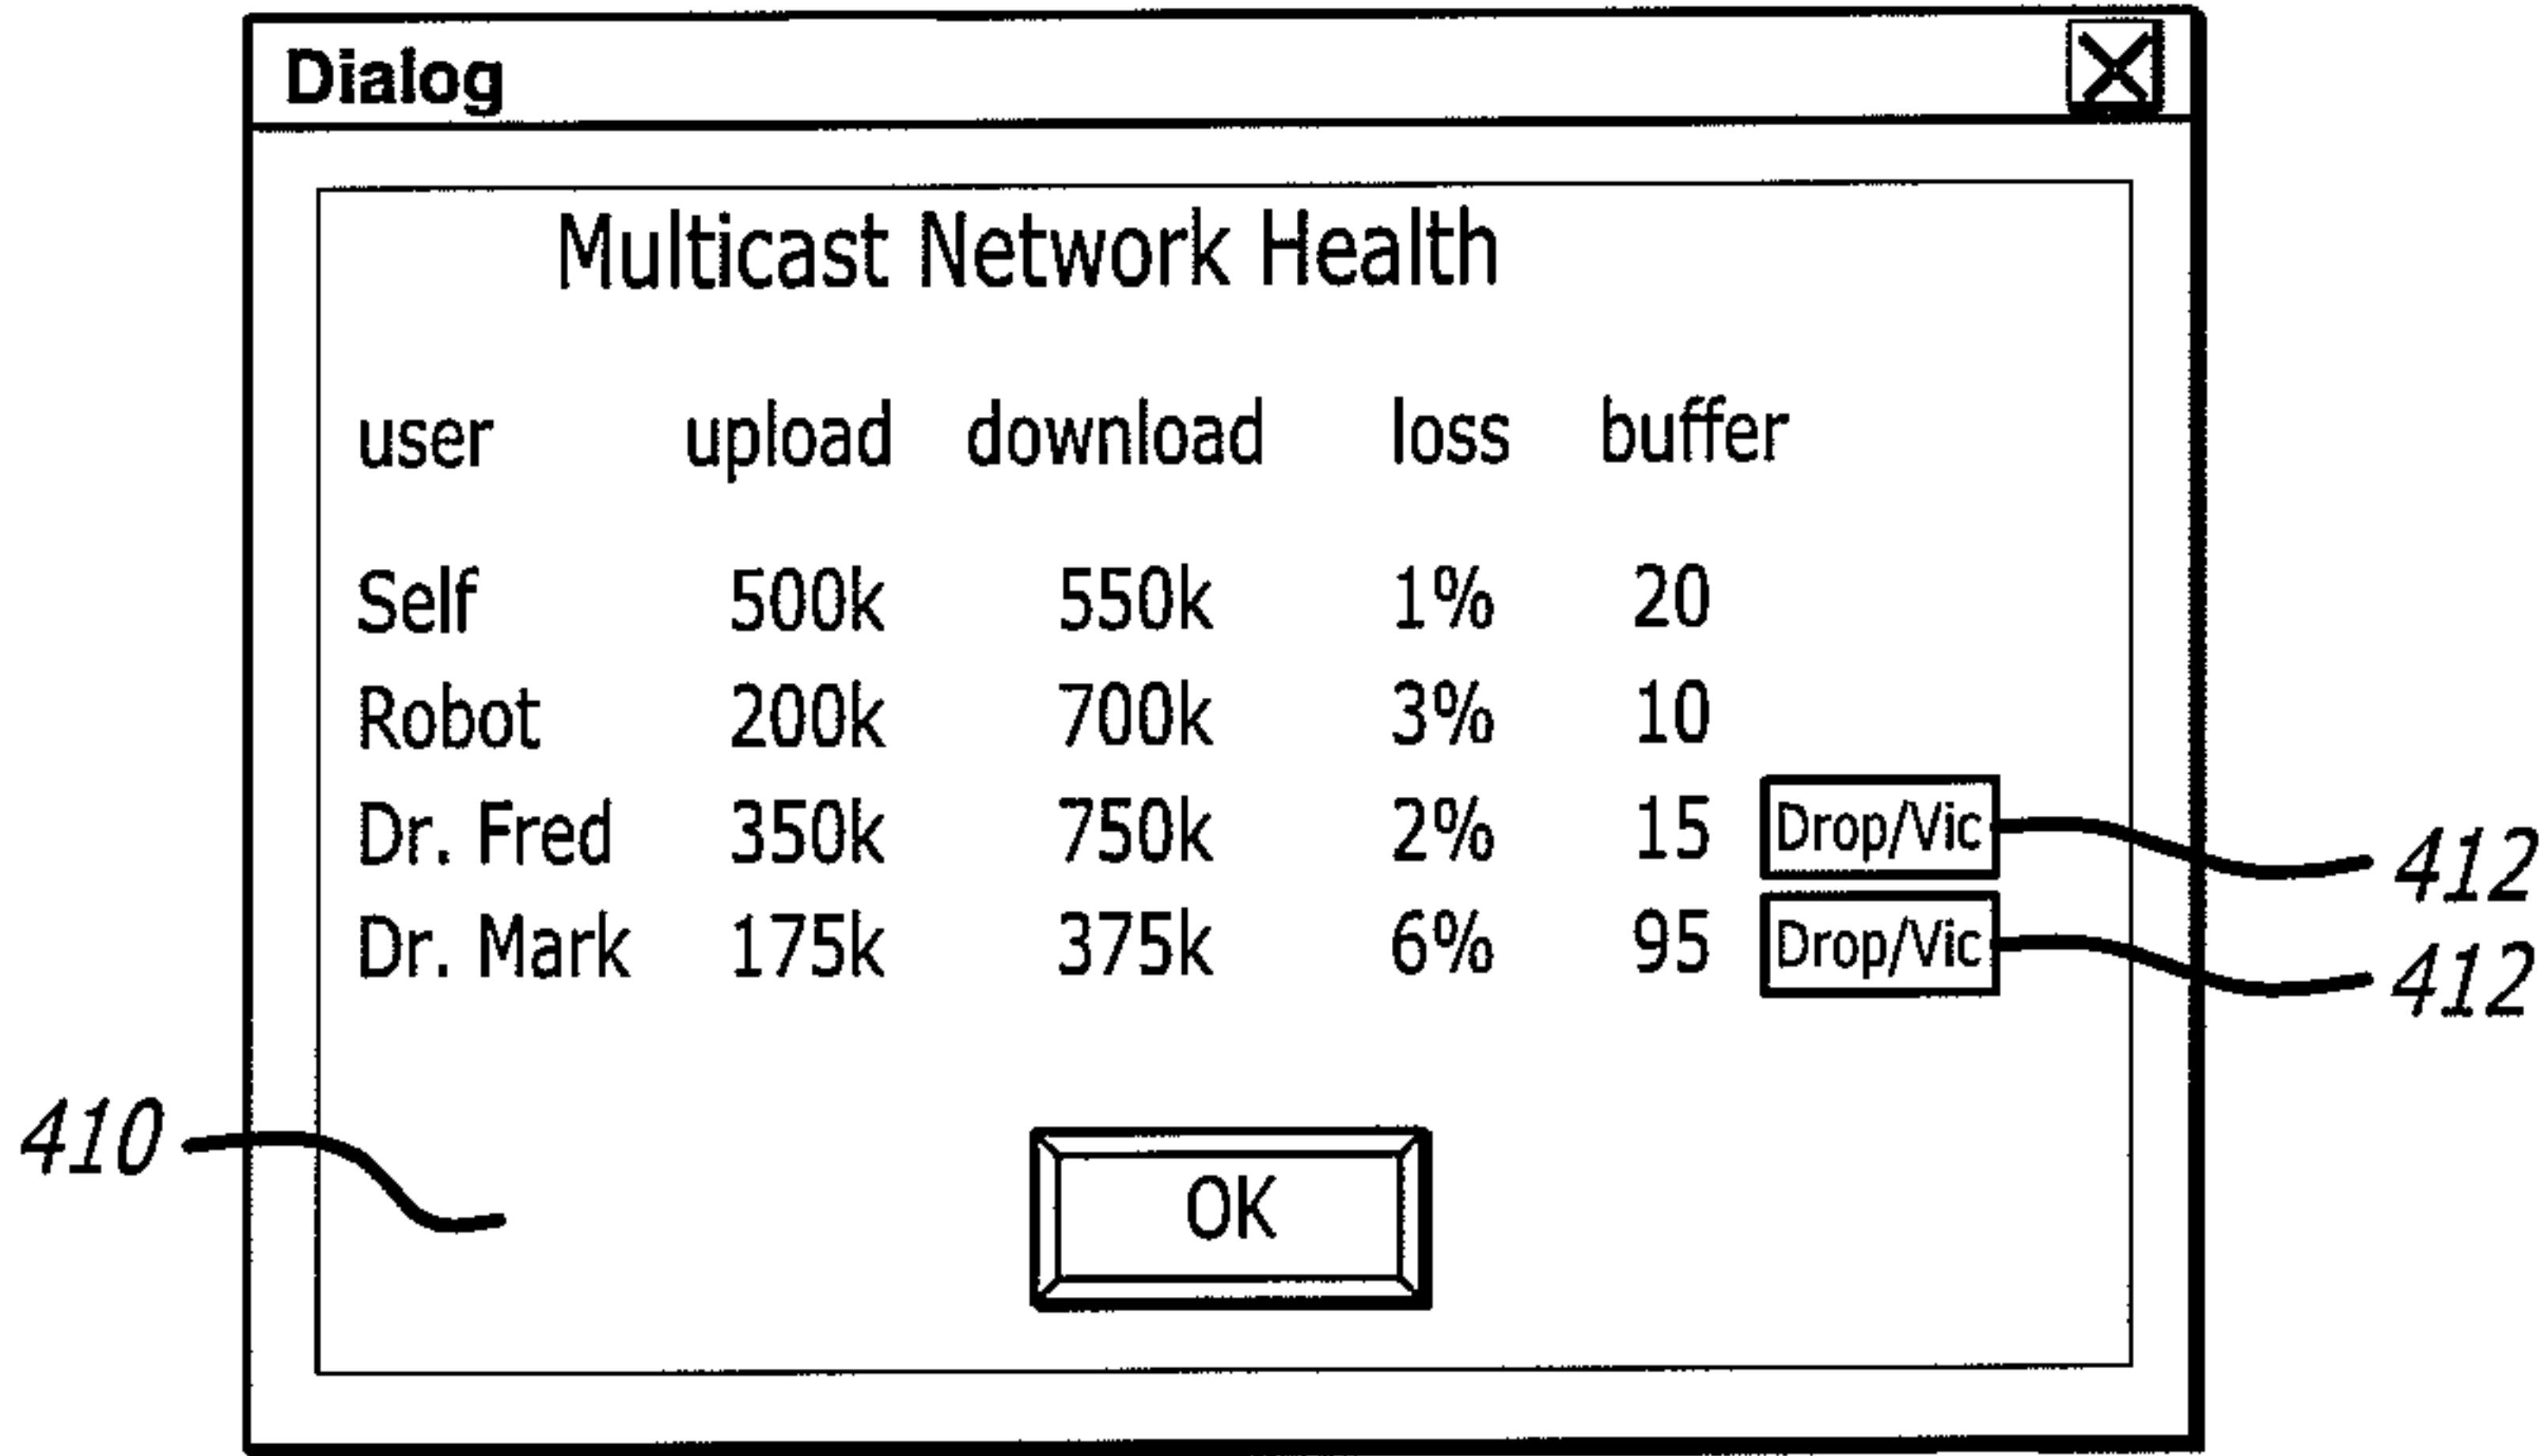 Dialog
Multicast Network Health
user upload download loss buffer
Self 500k 550k 1% 20
Robot 200k 700k 3% 10
Dr. Fred 350k 750k 2% 15 Drop/Vic 412
Dr. Mark 175k 375k 6% 95 Drop/Vic 412
410
OK